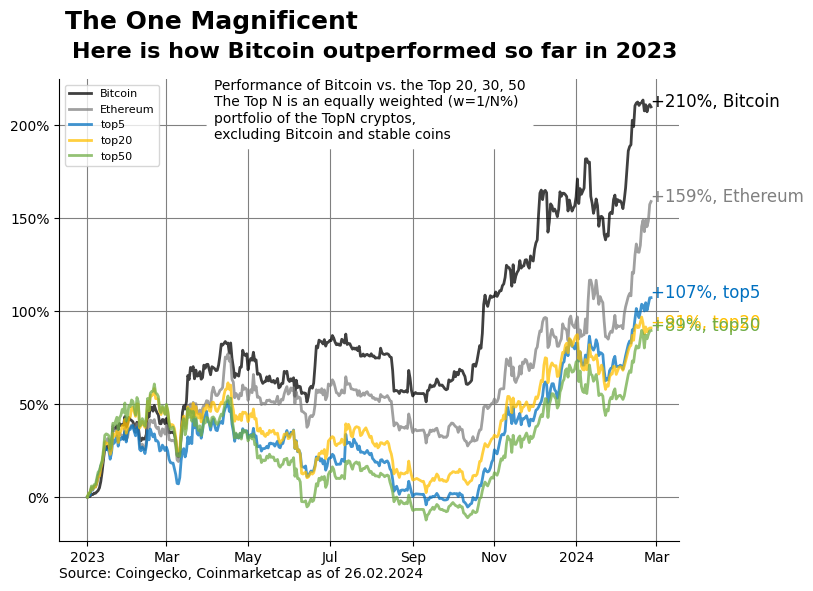 The One Magnificent
Here is how Bitcoin outperformed so far in 2023
Performance of Bitcoin vs. the Top 20, 30, 50
The Top N is an equally weighted (w=1/N%)
portfolio of the TopN cryptos,
excluding Bitcoin and stable coins
Bitcoin
Ethereum
top5
top20
top50
200%
150%
100%
50%
0%
+210%, Bitcoin
+159%, Ethereum
+107%, top5
+91%, top20
+89%, top50
2023
Mar
May
Jul
Sep
Nov
2024
Mar
Source: Coingecko, Coinmarketcap as of 26.02.2024